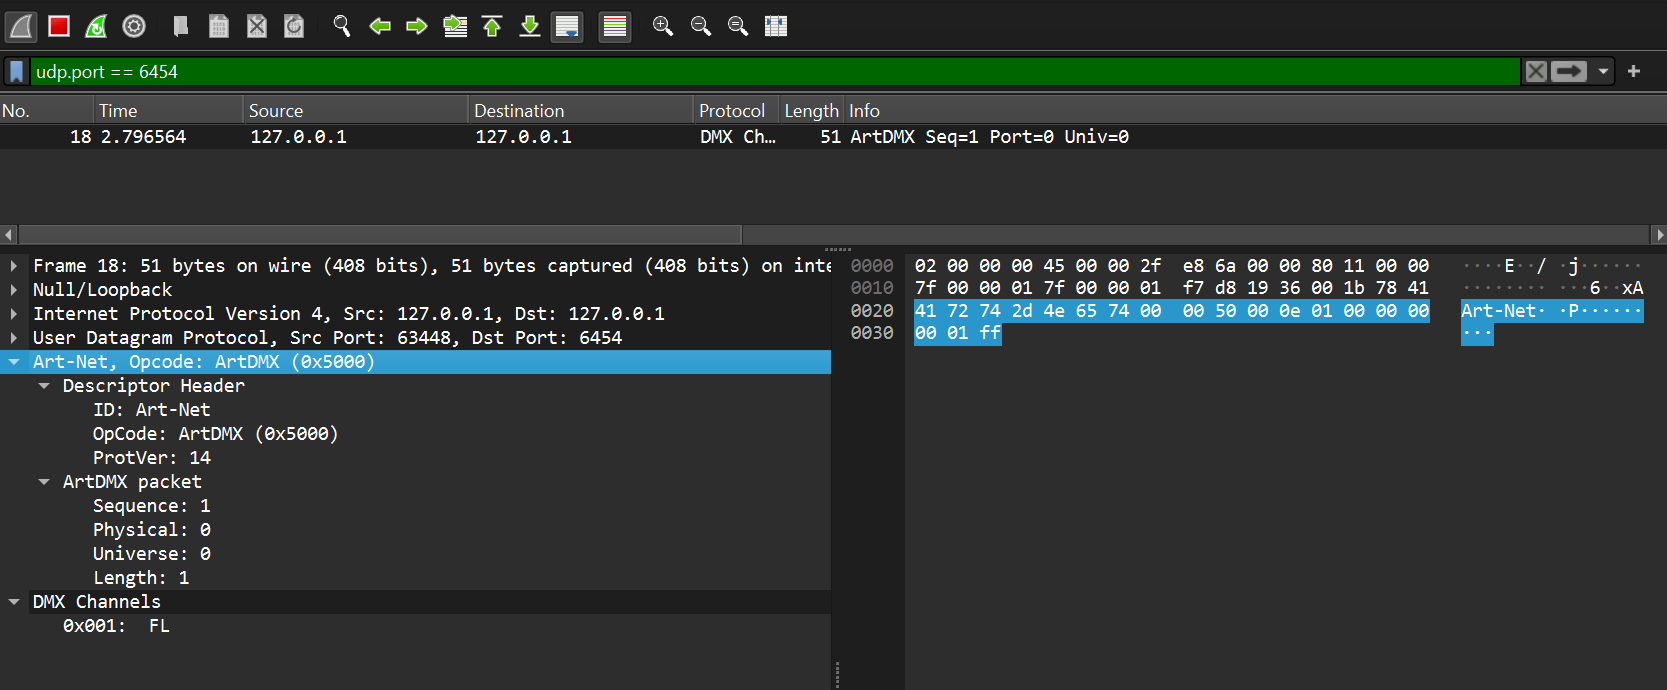 udp.port == 6454
No. Time Source Destination Protocol Length Info
18 2.796564 127.0.0.1 127.0.0.1 DMX Ch… 51 ArtDMX Seq=1 Port=0 Univ=0
Frame 18: 51 bytes on wire (408 bits), 51 bytes captured (408 bits) on inte
Null/Loopback
Internet Protocol Version 4, Src: 127.0.0.1, Dst: 127.0.0.1
User Datagram Protocol, Src Port: 63448, Dst Port: 6454
Art-Net, Opcode: ArtDMX (0x5000)
Descriptor Header
ID: Art-Net
OpCode: ArtDMX (0x5000)
ProtVer: 14
ArtDMX packet
Sequence: 1
Physical: 0
Universe: 0
Length: 1
DMX Channels
0x001: FL
0000 02 00 00 00 45 00 00 2f e8 6a 00 00 80 11 00 00 ····E··/ ·j······
0010 7f 00 00 01 7f 00 00 01 f7 d8 19 36 00 1b 78 41 ········ ···6··xA
0020 41 72 74 2d 4e 65 74 00 00 50 00 0e 01 00 00 00 Art-Net· ·P······
0030 00 01 ff ···